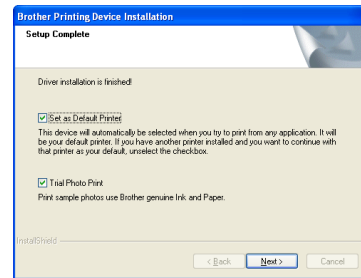 Brother Printing Device Installation
Setup Complete
Driver installation is finished!
Set as Default Printer
This device will automatically be selected when you try to print from any application. It will
be your default printer. If you have another printer installed and you want to continue with
that printer as your default, unselect the checkbox.
Trial Photo Print
Print sample photos use Brother genuine Ink and Paper.
InstallShield
< Back
Next >
Cancel